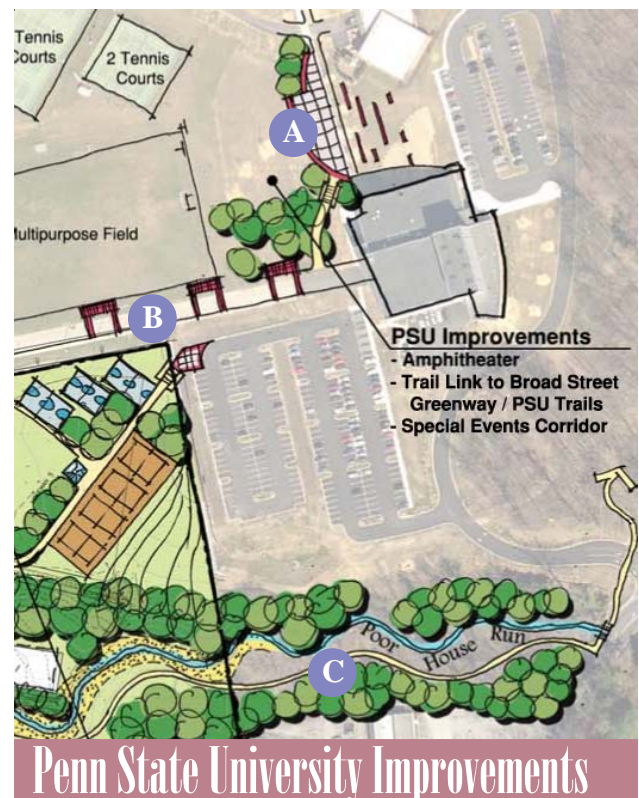 Tennis
Courts
2 Tennis
Courts
A
Multipurpose Field
B
PSU Improvements
- Amphitheater
- Trail Link to Broad Street
Greenway / PSU Trails
- Special Events Corridor
Poor House Run
C
Penn State University Improvements